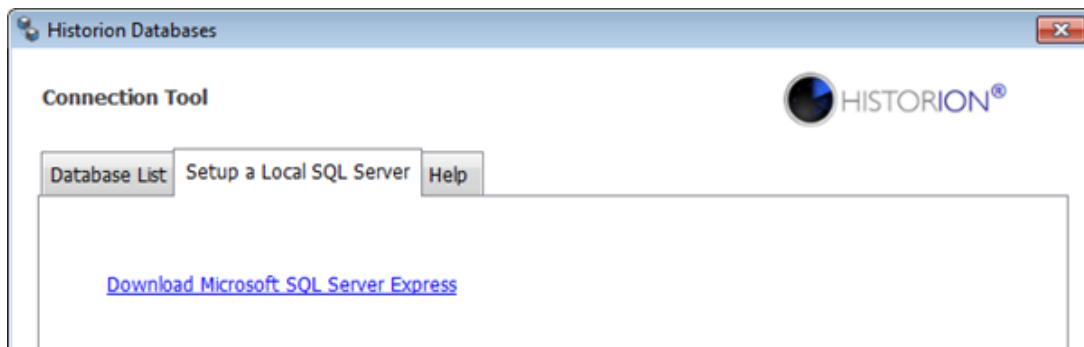 Historion Databases
Connection Tool
HISTORION®
Database List Setup a Local SQL Server Help
Download Microsoft SQL Server Express